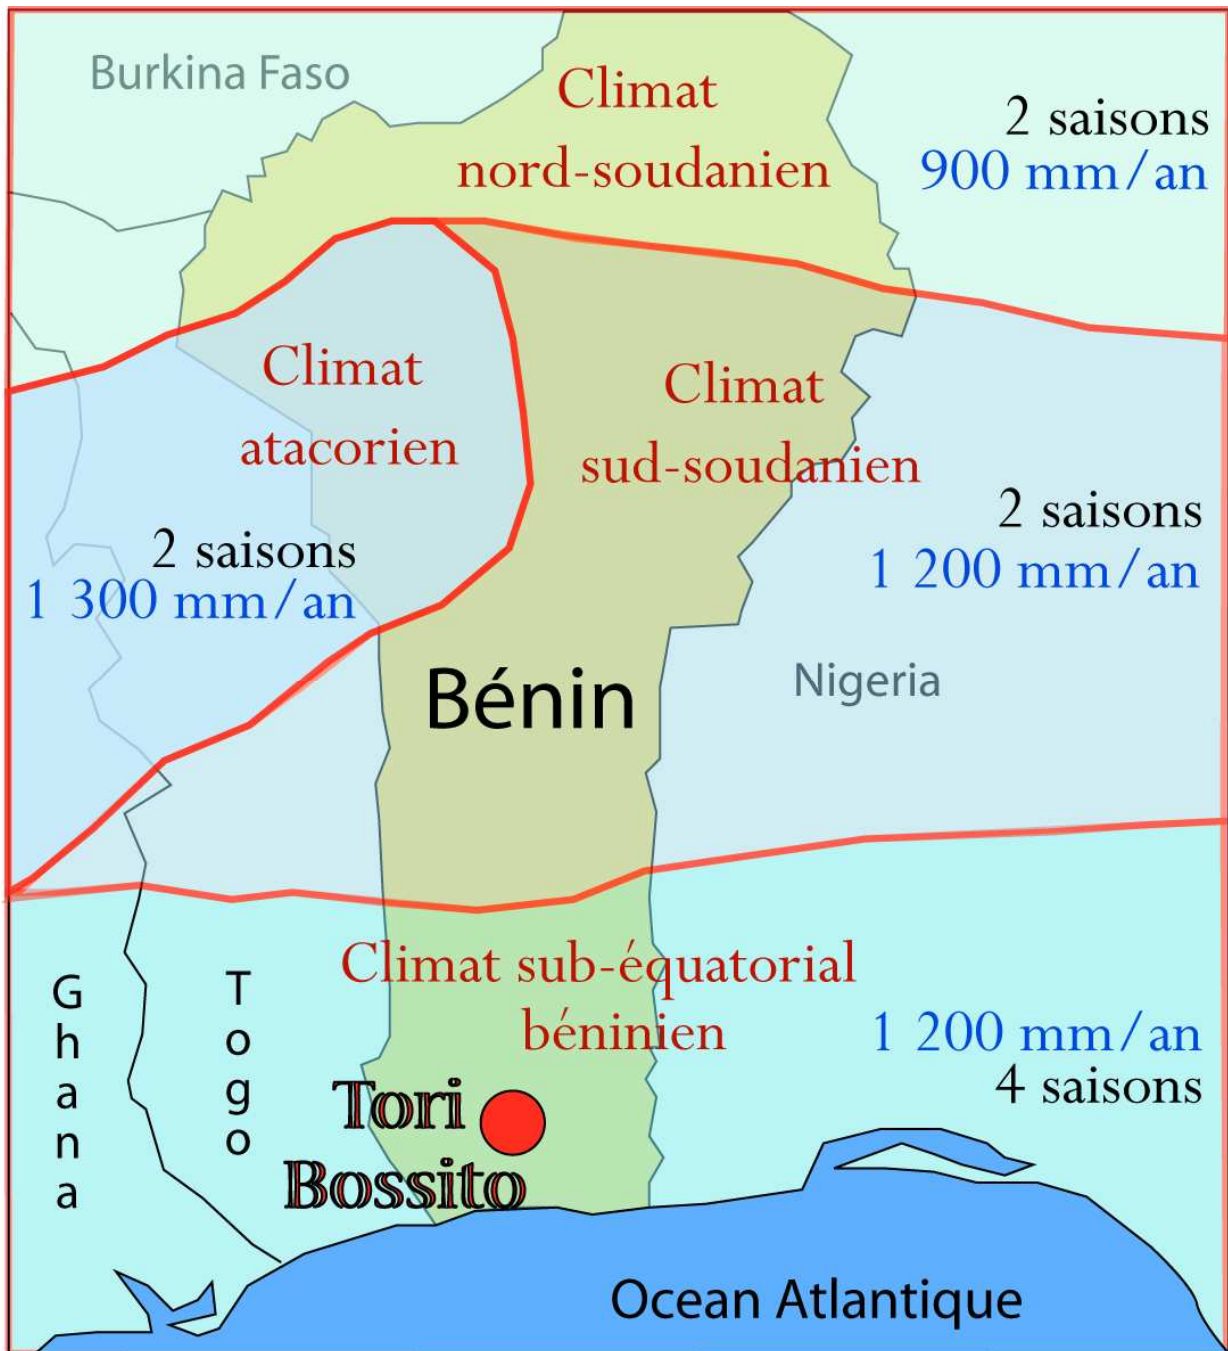 Burkina Faso
Climat
nord-soudanien
2 saisons
900 mm/an
Climat
atacorien
2 saisons
1 300 mm/an
Climat
sud-soudanien
2 saisons
1 200 mm/an
Bénin
Nigeria
Ghana
Togo
Climat sub-équatorial
béninien
1 200 mm/an
4 saisons
Tori
Bossito
Ocean Atlantique